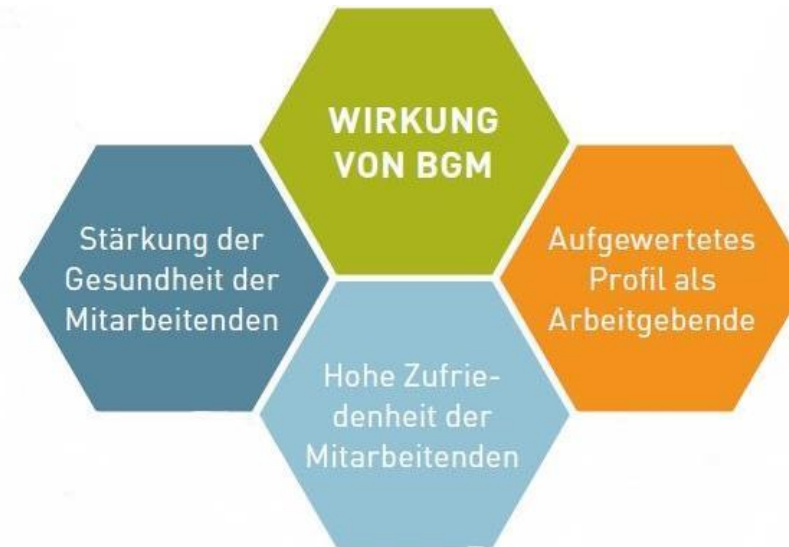 WIRKUNG
VON BGM
Stärkung der
Gesundheit der
Mitarbeitenden
Aufgewertetes
Profil als
Arbeitgebende
Hohe Zufrie-
denheit der
Mitarbeitenden